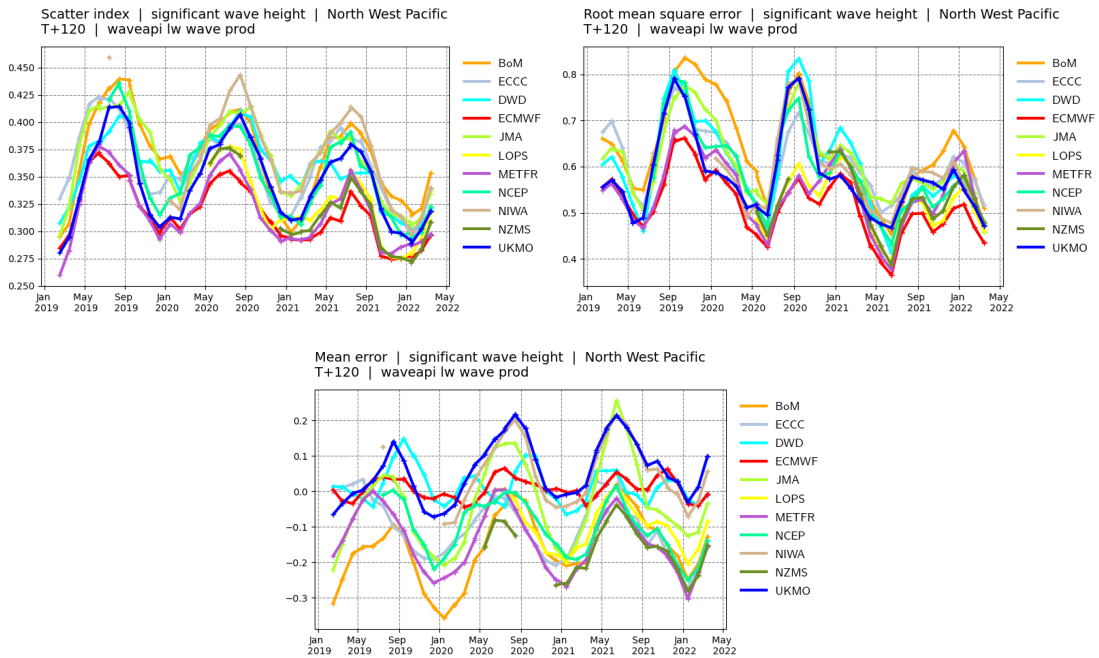 Scatter index | significant wave height | North West Pacific
T+120 | waveapi lw wave prod
0.450
0.425
0.400
0.375
0.350
0.325
0.300
0.275
0.250
Jan May Sep Jan May Sep Jan May Sep Jan May
2019 2019 2019 2020 2020 2020 2021 2021 2021 2022 2022
BoM
ECCC
DWD
ECMWF
JMA
LOPS
METFR
NCEP
NIWA
NZMS
UKMO
Root mean square error | significant wave height | North West Pacific
T+120 | waveapi lw wave prod
0.8
0.7
0.6
0.5
0.4
Jan May Sep Jan May Sep Jan May Sep Jan May
2019 2019 2019 2020 2020 2020 2021 2021 2021 2022 2022
BoM
ECCC
DWD
ECMWF
JMA
LOPS
METFR
NCEP
NIWA
NZMS
UKMO
Mean error | significant wave height | North West Pacific
T+120 | waveapi lw wave prod
0.2
0.1
0.0
−0.1
−0.2
−0.3
Jan May Sep Jan May Sep Jan May Sep Jan May
2019 2019 2019 2020 2020 2020 2021 2021 2021 2022 2022
BoM
ECCC
DWD
ECMWF
JMA
LOPS
METFR
NCEP
NIWA
NZMS
UKMO